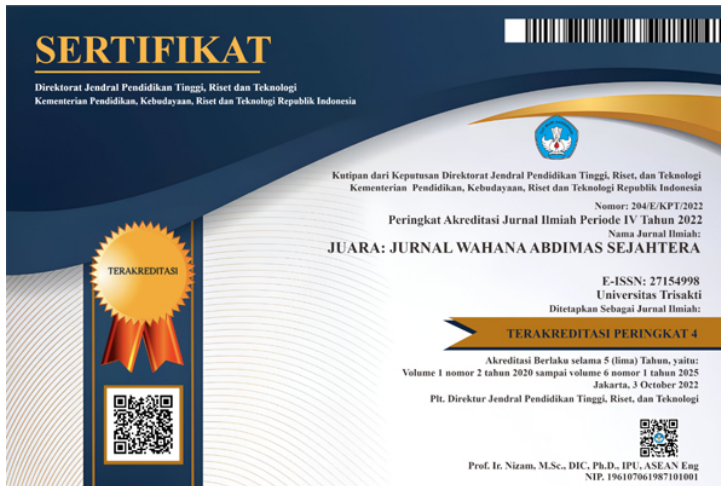 SERTIFIKAT
Direktorat Jendral Pendidikan Tinggi, Riset dan Teknologi
Kementerian Pendidikan, Kebudayaan, Riset dan Teknologi Republik Indonesia
Kutipan dari Keputusan Direktorat Jendral Pendidikan Tinggi, Riset, dan Teknologi
Kementerian Pendidikan, Kebudayaan, Riset dan Teknologi Republik Indonesia
Nomor: 204/E/KPT/2022
Peringkat Akreditasi Jurnal Ilmiah Periode IV Tahun 2022
Nama Jurnal Ilmiah:
JUARA: JURNAL WAHANA ABDIMAS SEJAHTERA
E-ISSN: 27154998
Universitas Trisakti
Ditetapkan Sebagai Jurnal Ilmiah:
TERAKREDITASI PERINGKAT 4
TERAKREDITASI
Akreditasi Berlaku selama 5 (lima) Tahun, yaitu:
Volume 1 nomor 2 tahun 2020 sampai volume 6 nomor 1 tahun 2025
Jakarta, 3 October 2022
Plt. Direktur Jendral Pendidikan Tinggi, Riset, dan Teknologi
Prof. Ir. Nizam, M.Sc., DIC, Ph.D., IPU, ASEAN Eng
NIP. 196107061987101001